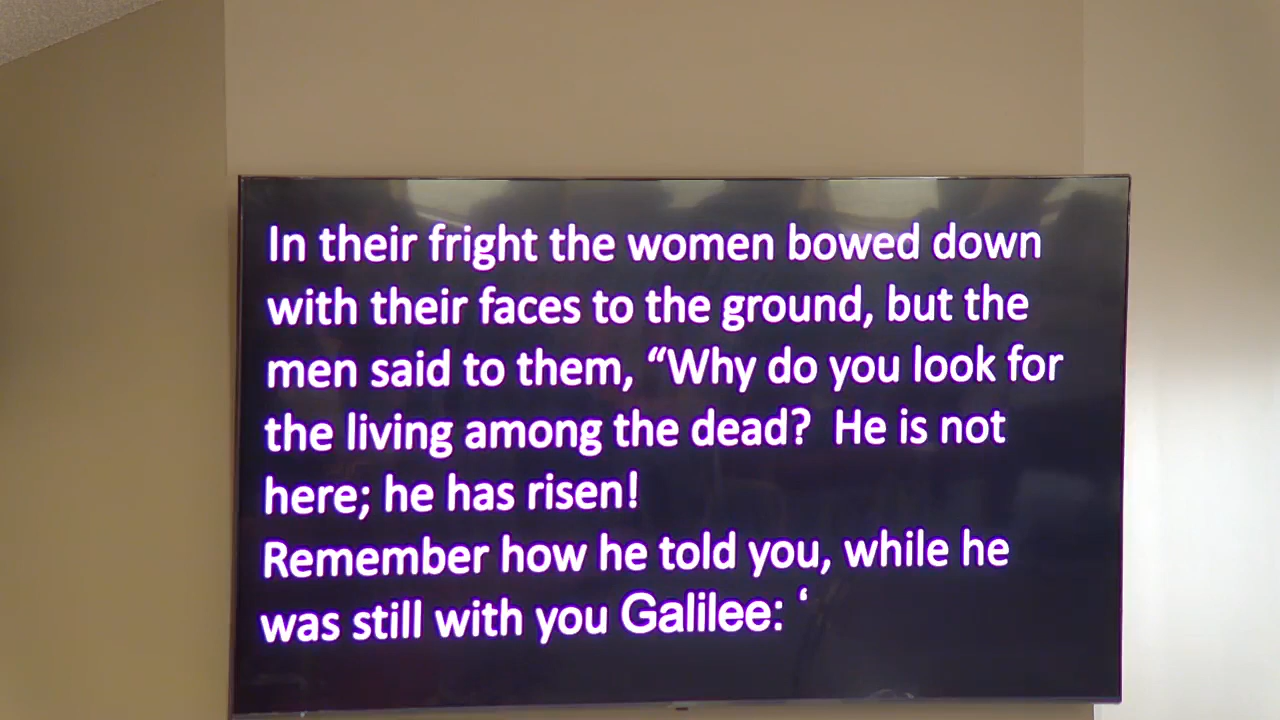 In their fright the women bowed down
with their faces to the ground, but the
men said to them, “Why do you look for
the living among the dead?  He is not
here; he has risen!
Remember how he told you, while he
was still with you Galilee: ‘